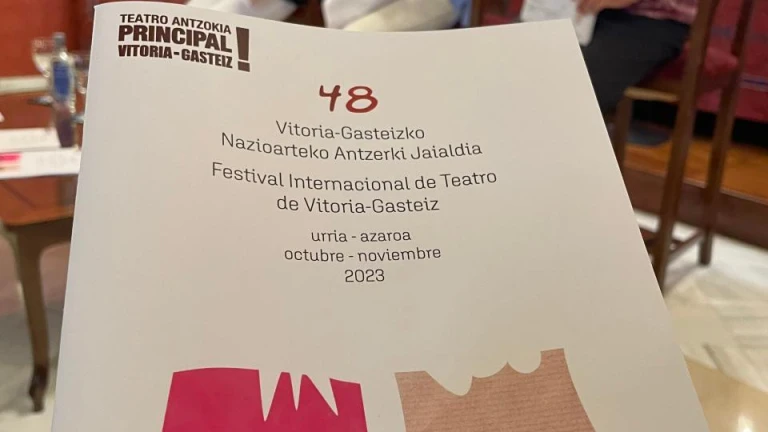 TEATRO ANTZOKIA
PRINCIPAL!
VITORIA-GASTEIZ
48
Vitoria-Gasteizko
Nazioarteko Antzerki Jaialdia
Festival Internacional de Teatro
de Vitoria-Gasteiz
urria - azaroa
octubre - noviembre
2023